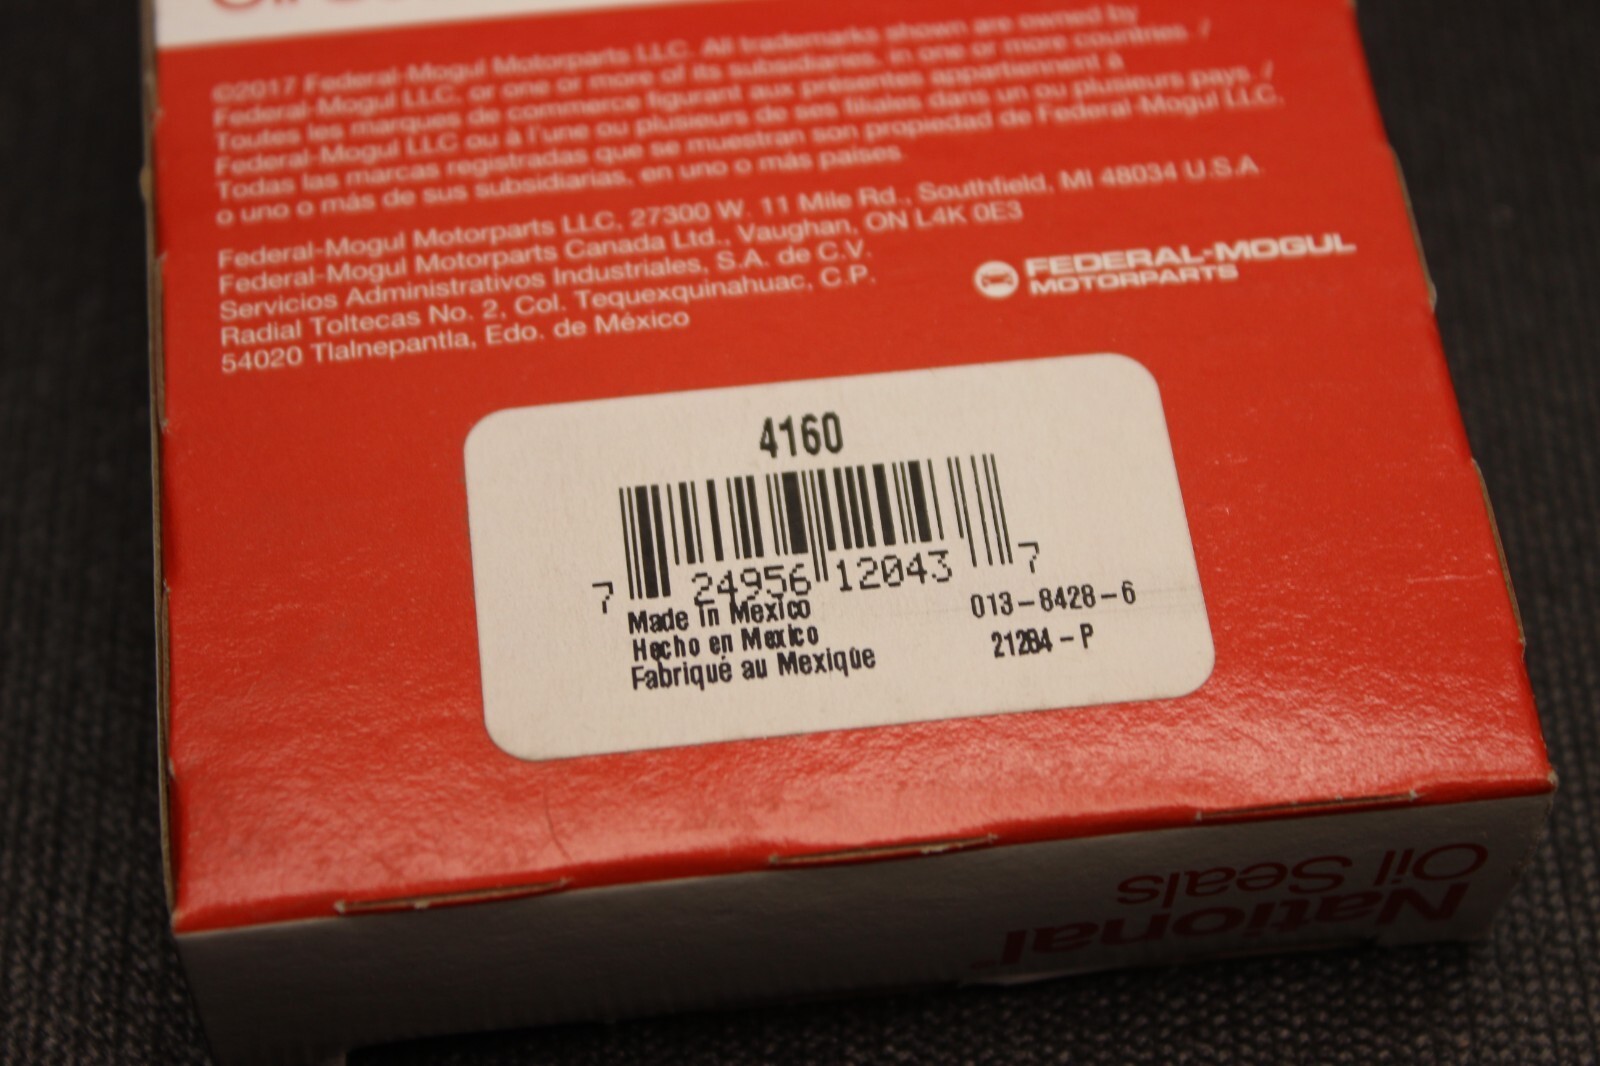 ©2017 Federal-Mogul Motorparts LLC. All trademarks shown are owned by
Federal-Mogul LLC, or one or more of its subsidiaries, in one or more countries. /
Toutes les marques de commerce figurant aux présentes appartiennent à
Federal-Mogul LLC ou à l'une ou plusieurs de ses filiales dans un ou plusieurs pays. /
Todas las marcas registradas que se muestran son propiedad de Federal-Mogul LLC,
o uno o más de sus subsidiarias, en uno o más países.
Federal-Mogul Motorparts LLC, 27300 W. 11 Mile Rd., Southfield, MI 48034 U.S.A.
Federal-Mogul Motorparts Canada Ltd., Vaughan, ON L4K 0E3
Servicios Administrativos Industriales, S.A. de C.V.
Radial Toltecas No. 2, Col. Tequexquinahuac, C.P.
54020 Tlalnepantla, Edo. de México
FEDERAL-MOGUL
MOTORPARTS
4160
7 24956 12043 7
Made in Mexico
Hecho en Mexico
Fabriqué au Mexique
013-8428-6
-P
National
Oil Seals